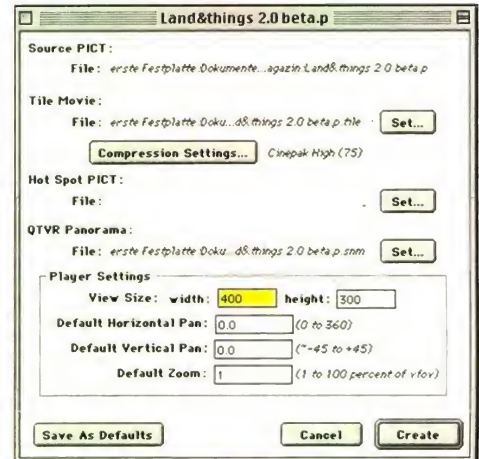 Land&things 2.0 beta.p
Source PICT:
File: erste Festplatte:Dokumente...agazin:Land&things 2.0 beta.p
Tile Movie:
File: erste Festplatte:Doku...d&things 2.0 beta.p.tile Set...
Compression Settings... Cinepak High (75)
Hot Spot PICT:
File: Set...
QTVR Panorama:
File: erste Festplatte:Doku...d&things 2.0 beta.p.snm Set...
Player Settings
View Size: width: 400 height: 300
Default Horizontal Pan: 0.0 (0 to 360)
Default Vertical Pan: 0.0 (~-45 to +45)
Default Zoom: 1 (1 to 100 percent of vfov)
Save As Defaults Cancel Create